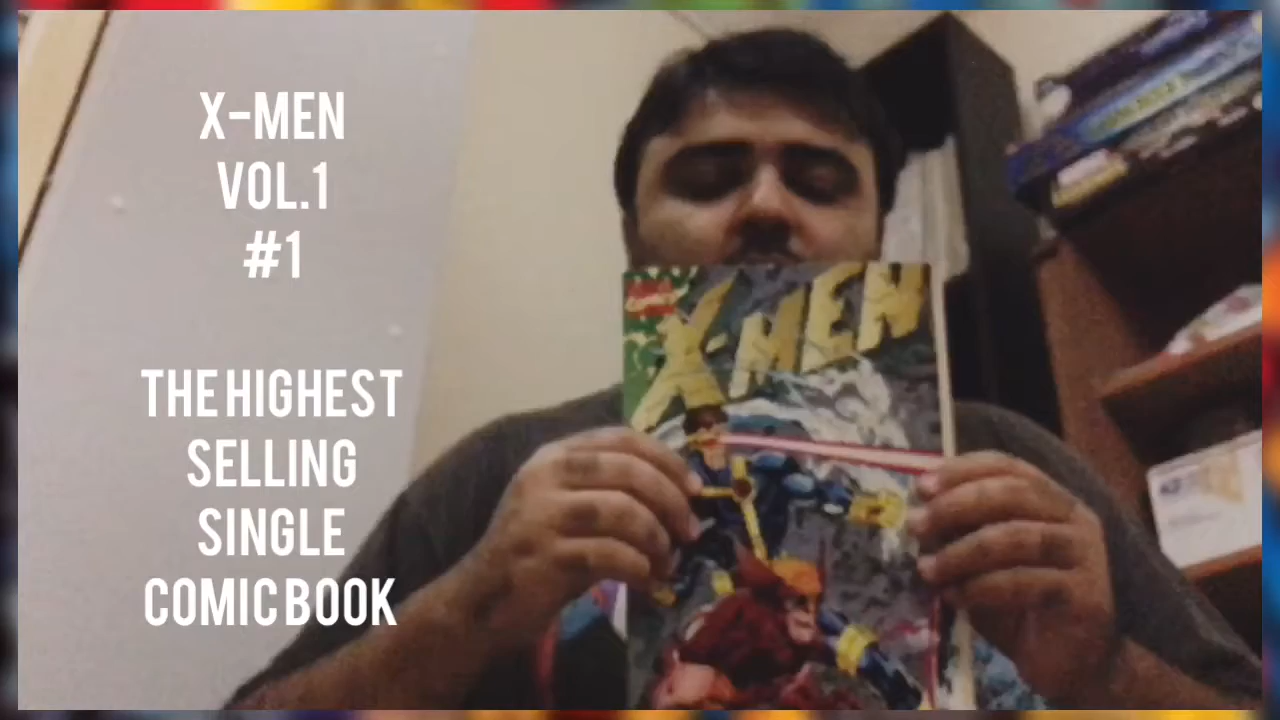 X-MEN
VOL.1
#1
THE HIGHEST
SELLING
SINGLE
COMIC BOOK
X-MEN